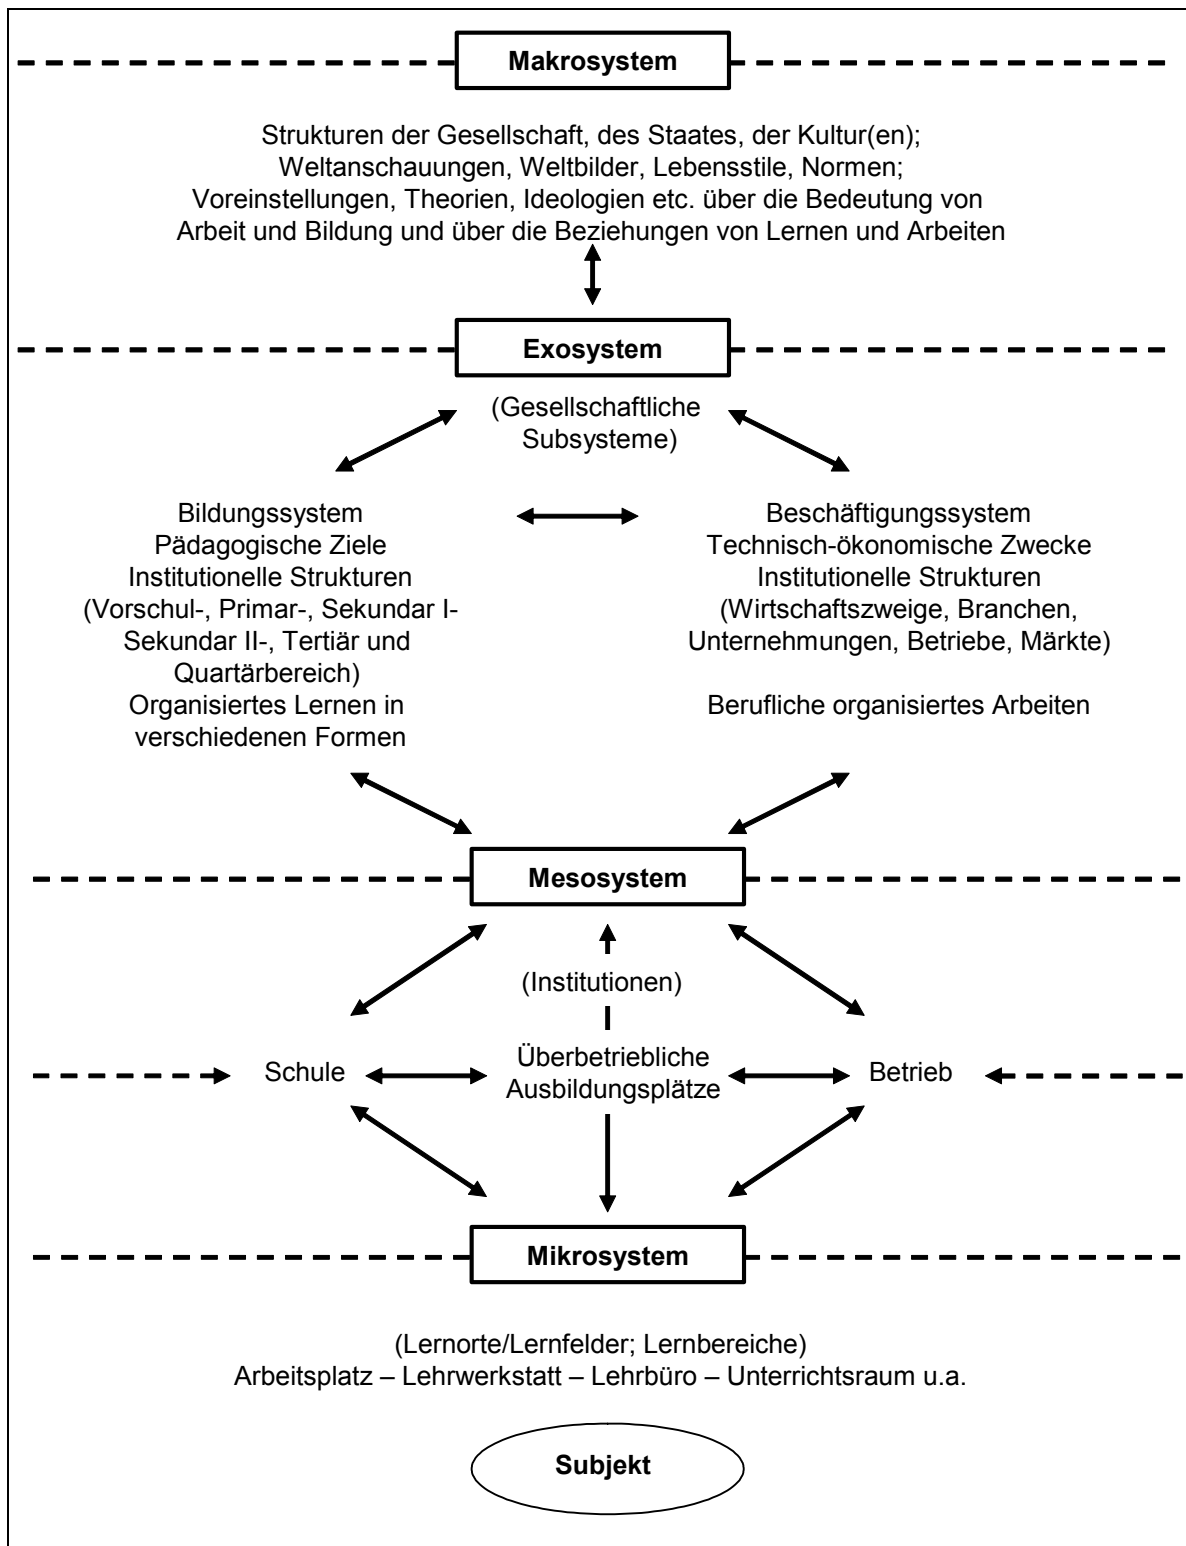 Makrosystem
Strukturen der Gesellschaft, des Staates, der Kultur(en);
Weltanschauungen, Weltbilder, Lebensstile, Normen;
Voreinstellungen, Theorien, Ideologien etc. über die Bedeutung von
Arbeit und Bildung und über die Beziehungen von Lernen und Arbeiten
Exosystem
(Gesellschaftliche
Subsysteme)
Bildungssystem
Pädagogische Ziele
Institutionelle Strukturen
(Vorschul-, Primar-, Sekundar I-
Sekundar II-, Tertiär und
Quartärbereich)
Organisiertes Lernen in
verschiedenen Formen
Beschäftigungssystem
Technisch-ökonomische Zwecke
Institutionelle Strukturen
(Wirtschaftszweige, Branchen,
Unternehmungen, Betriebe, Märkte)
Berufliche organisiertes Arbeiten
Mesosystem
(Institutionen)
Schule
Überbetriebliche
Ausbildungsplätze
Betrieb
Mikrosystem
(Lernorte/Lernfelder; Lernbereiche)
Arbeitsplatz – Lehrwerkstatt – Lehrbüro – Unterrichtsraum u.a.
Subjekt